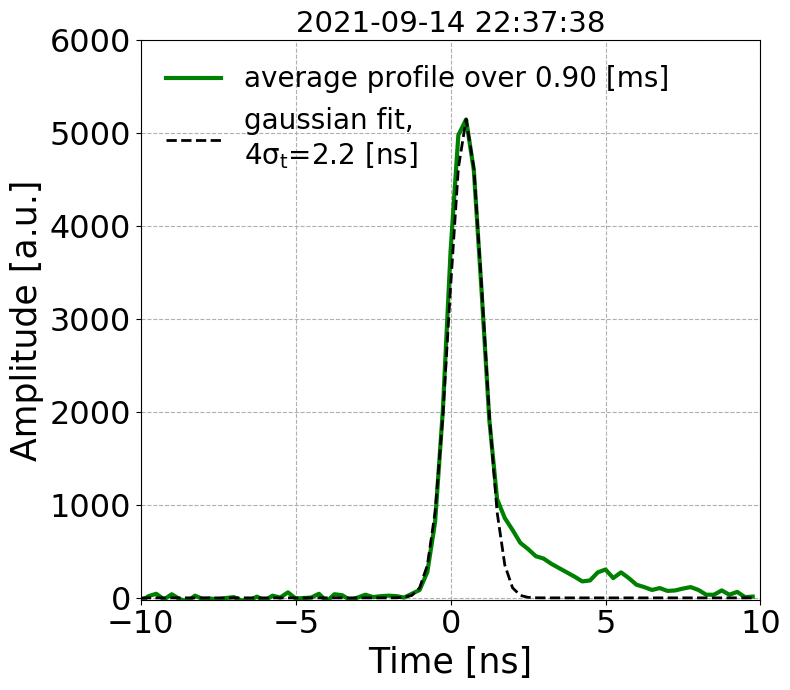 2021-09-14 22:37:38
average profile over 0.90 [ms]
gaussian fit,
4σt=2.2 [ns]
Amplitude [a.u.]
6000
5000
4000
3000
2000
1000
0
−10
−5
0
5
10
Time [ns]